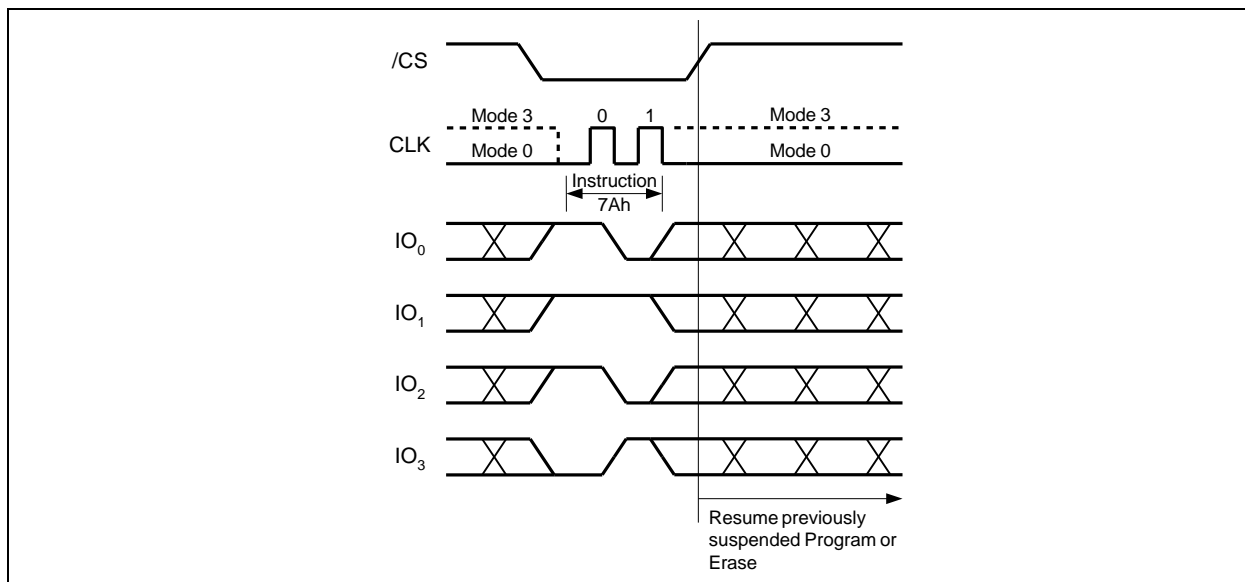 /CS
Mode 3 0 1 Mode 3
CLK
Mode 0 Mode 0
Instruction
7Ah
IO0
IO1
IO2
IO3
Resume previously
suspended Program or
Erase